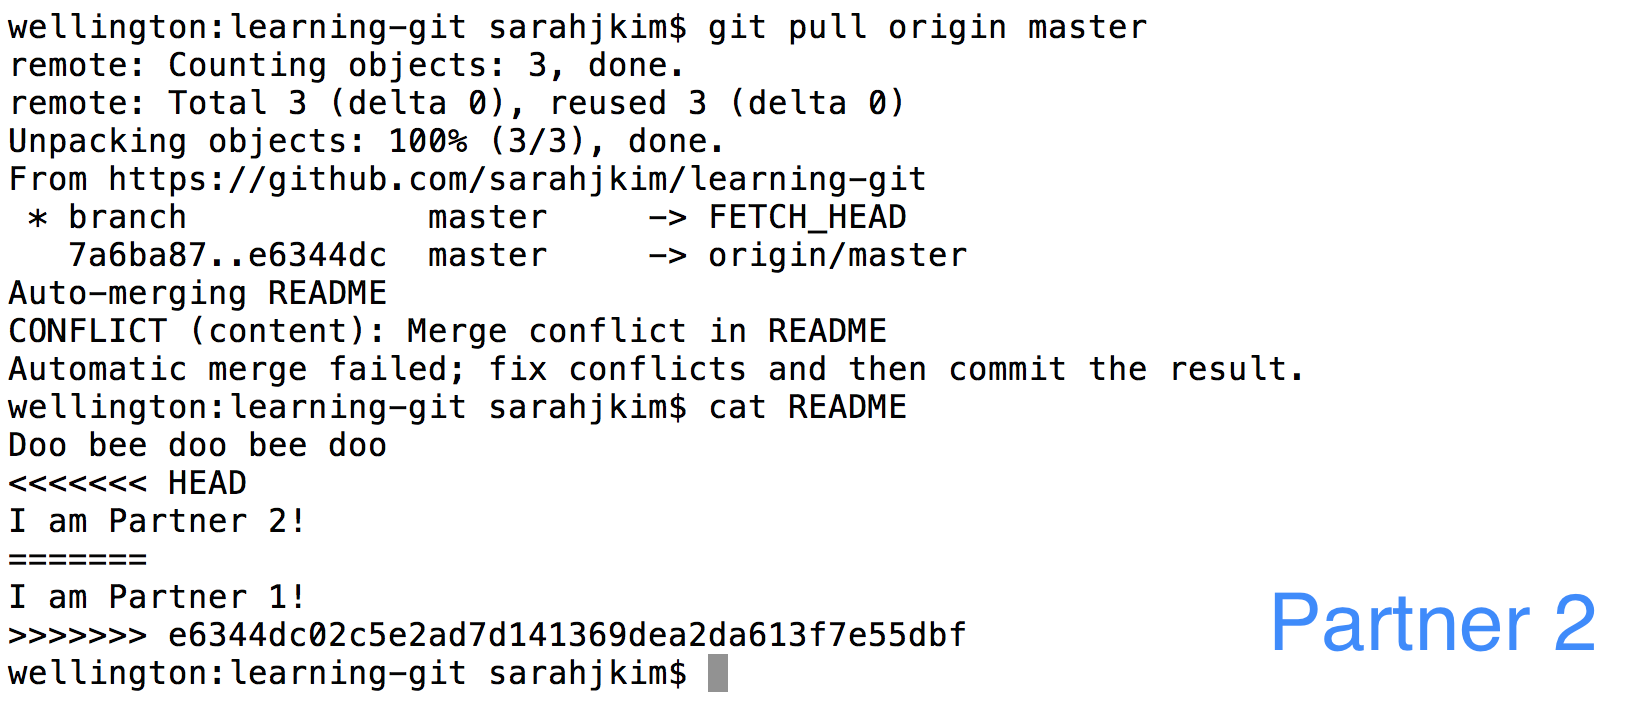 wellington:learning-git sarahjkim$ git pull origin master
remote: Counting objects: 3, done.
remote: Total 3 (delta 0), reused 3 (delta 0)
Unpacking objects: 100% (3/3), done.
From https://github.com/sarahjkim/learning-git
 * branch            master     -> FETCH_HEAD
   7a6ba87..e6344dc  master     -> origin/master
Auto-merging README
CONFLICT (content): Merge conflict in README
Automatic merge failed; fix conflicts and then commit the result.
wellington:learning-git sarahjkim$ cat README
Doo bee doo bee doo
<<<<<<< HEAD
I am Partner 2!
=======
I am Partner 1!
>>>>>>> e6344dc02c5e2ad7d141369dea2da613f7e55dbf
wellington:learning-git sarahjkim$
Partner 2